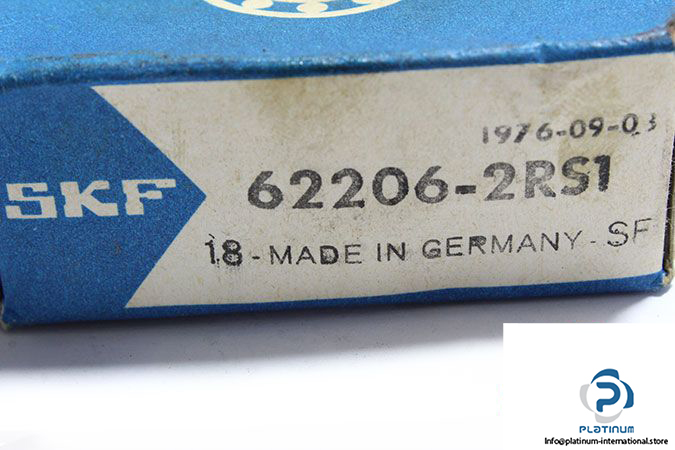 1976-09-03
SKF
62206-2RS1
18-MADE IN GERMANY-SF
P
PLATINUM
Info@platinum-international.store